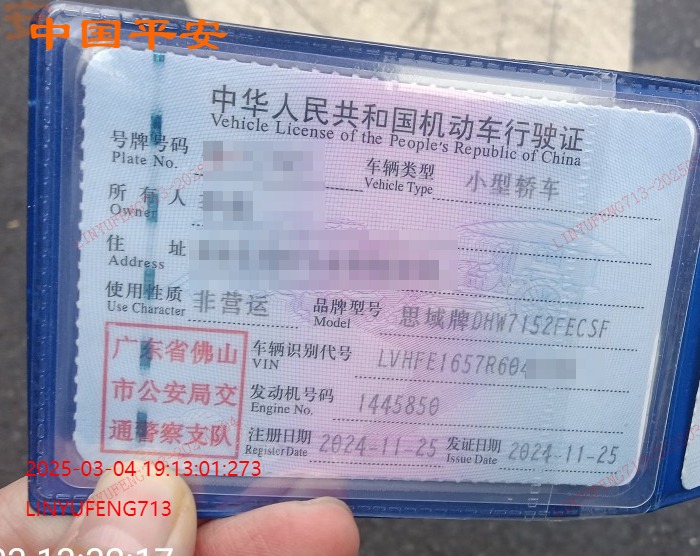 中国平安
中华人民共和国机动车行驶证
Vehicle License of the People's Republic of China
号牌号码
Plate No.
车辆类型 小型轿车
Vehicle Type
所有人
Owner
住址
Address
使用性质 非营运
Use Character
品牌型号 思域牌DHW7152FECSF
Model
车辆识别代号 LVHFE1657R604
VIN
发动机号码 1445850
Engine No.
注册日期 2024-11-25
Register Date
发证日期 2024-11-25
Issue Date
广东省佛山
市公安局交
通警察支队
2025-03-04 19:13:01:273
LINYUFENG713